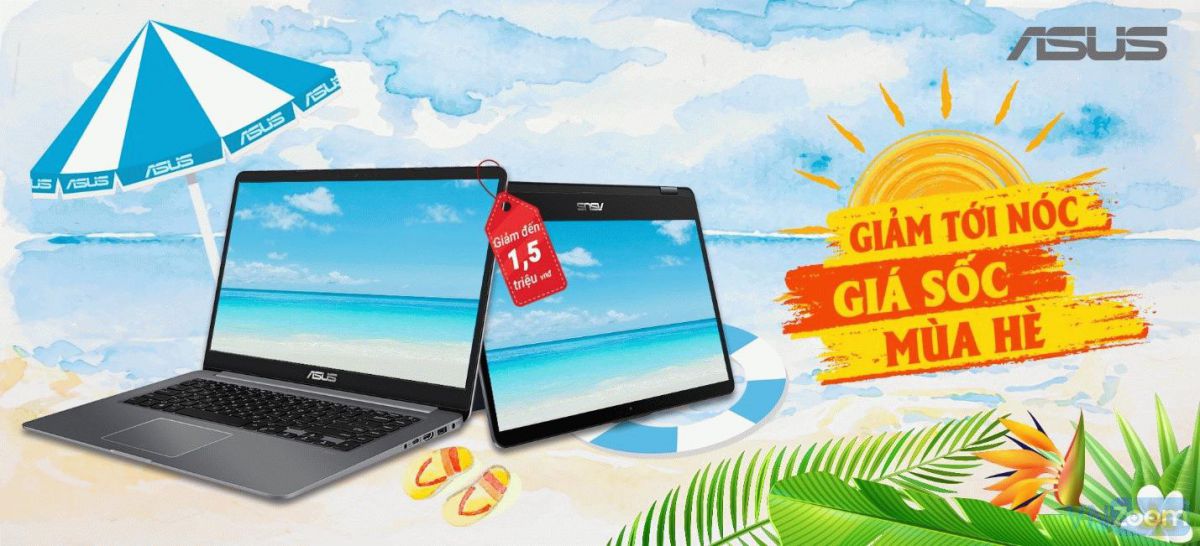 ASUS
ASUS
ASUS
ASUS
ASUS
GIẢM TỚI NÓC
GIÁ SỐC
MÙA HÈ
ASUS
Giảm đến
1,5
triệu vnđ
ASUS
Zoom